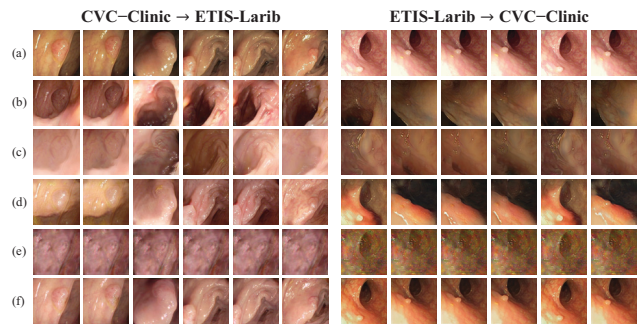 CVC−Clinic → ETIS-Larib
ETIS-Larib → CVC−Clinic
(a)
(b)
(c)
(d)
(e)
(f)